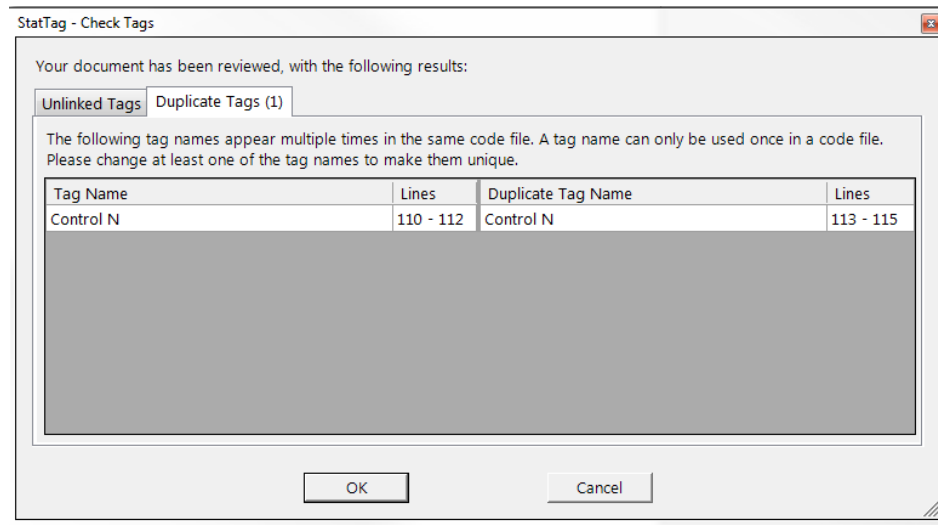 StatTag - Check Tags
Your document has been reviewed, with the following results:
Unlinked Tags Duplicate Tags (1)
The following tag names appear multiple times in the same code file. A tag name can only be used once in a code file.
Please change at least one of the tag names to make them unique.
Tag Name Lines Duplicate Tag Name Lines
Control N 110 - 112 Control N 113 - 115
OK Cancel